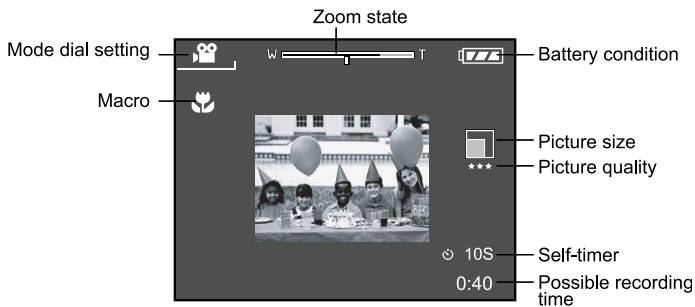 Zoom state
Mode dial setting
W T
Battery condition
Macro
Picture size
★★★ Picture quality
10S Self-timer
0:40 Possible recording
time